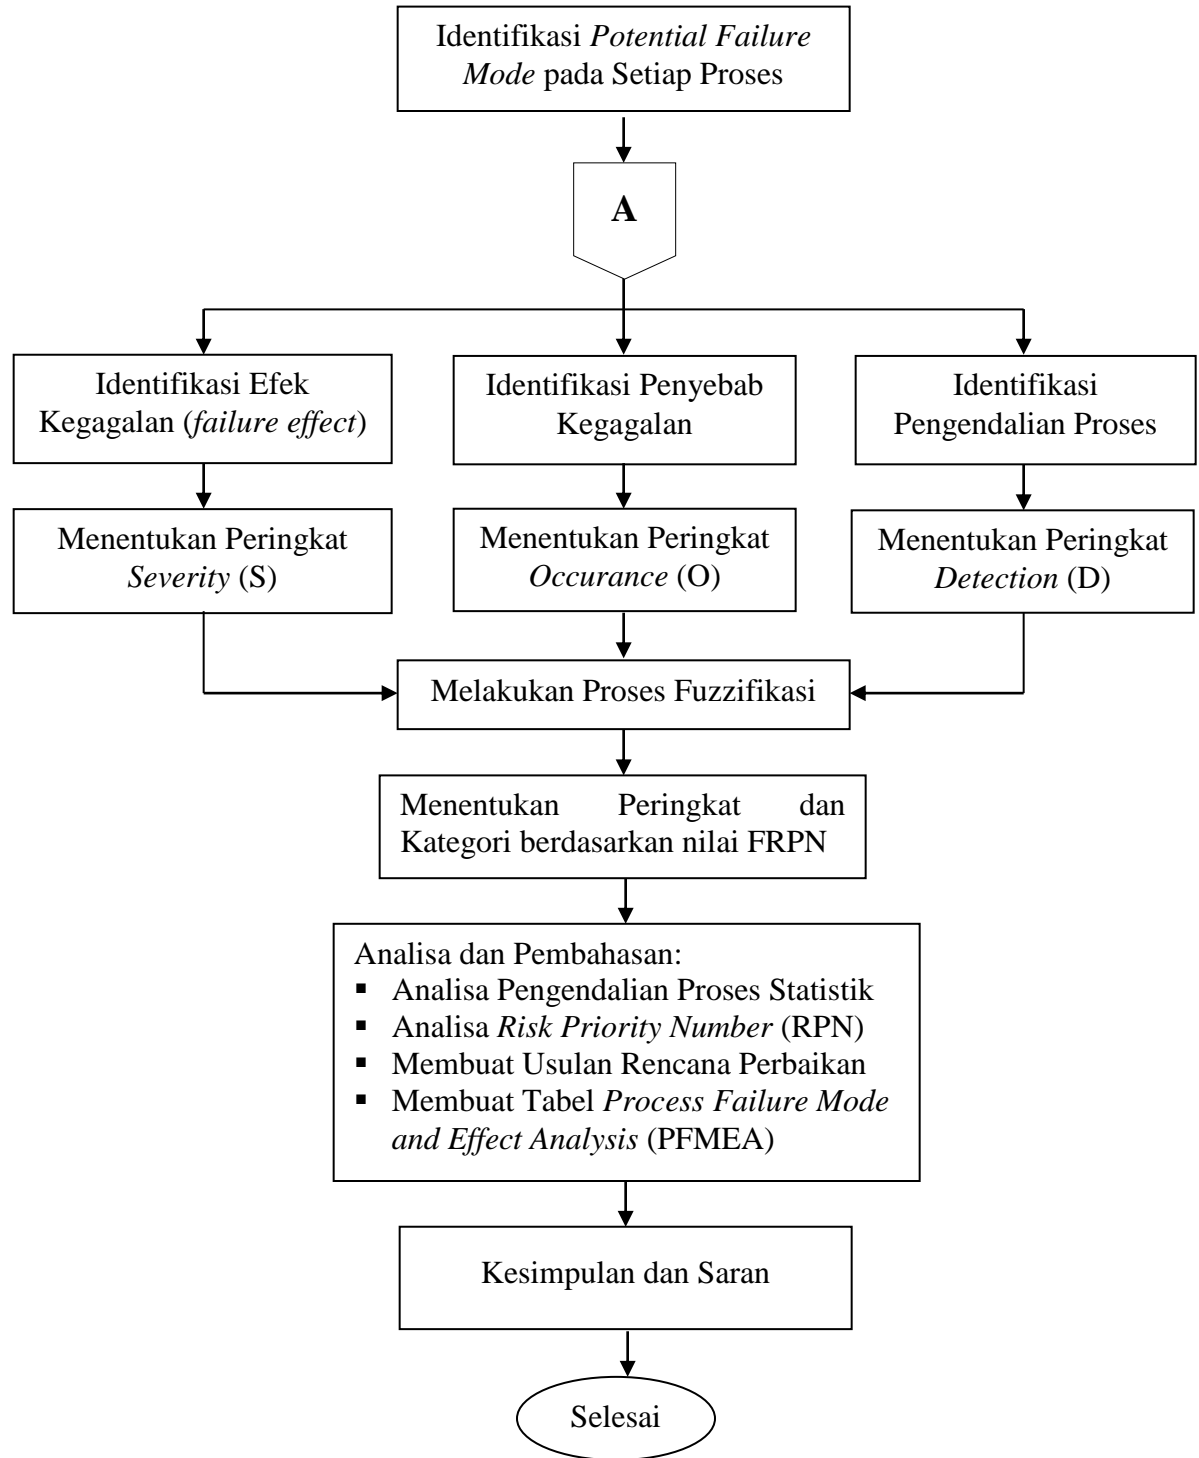 Identifikasi Potential Failure
Mode pada Setiap Proses
A
Identifikasi Efek
Kegagalan (failure effect)
Identifikasi Penyebab
Kegagalan
Identifikasi
Pengendalian Proses
Menentukan Peringkat
Severity (S)
Menentukan Peringkat
Occurance (O)
Menentukan Peringkat
Detection (D)
Melakukan Proses Fuzzifikasi
Menentukan Peringkat dan
Kategori berdasarkan nilai FRPN
Analisa dan Pembahasan:
▪ Analisa Pengendalian Proses Statistik
▪ Analisa Risk Priority Number (RPN)
▪ Membuat Usulan Rencana Perbaikan
▪ Membuat Tabel Process Failure Mode
and Effect Analysis (PFMEA)
Kesimpulan dan Saran
Selesai